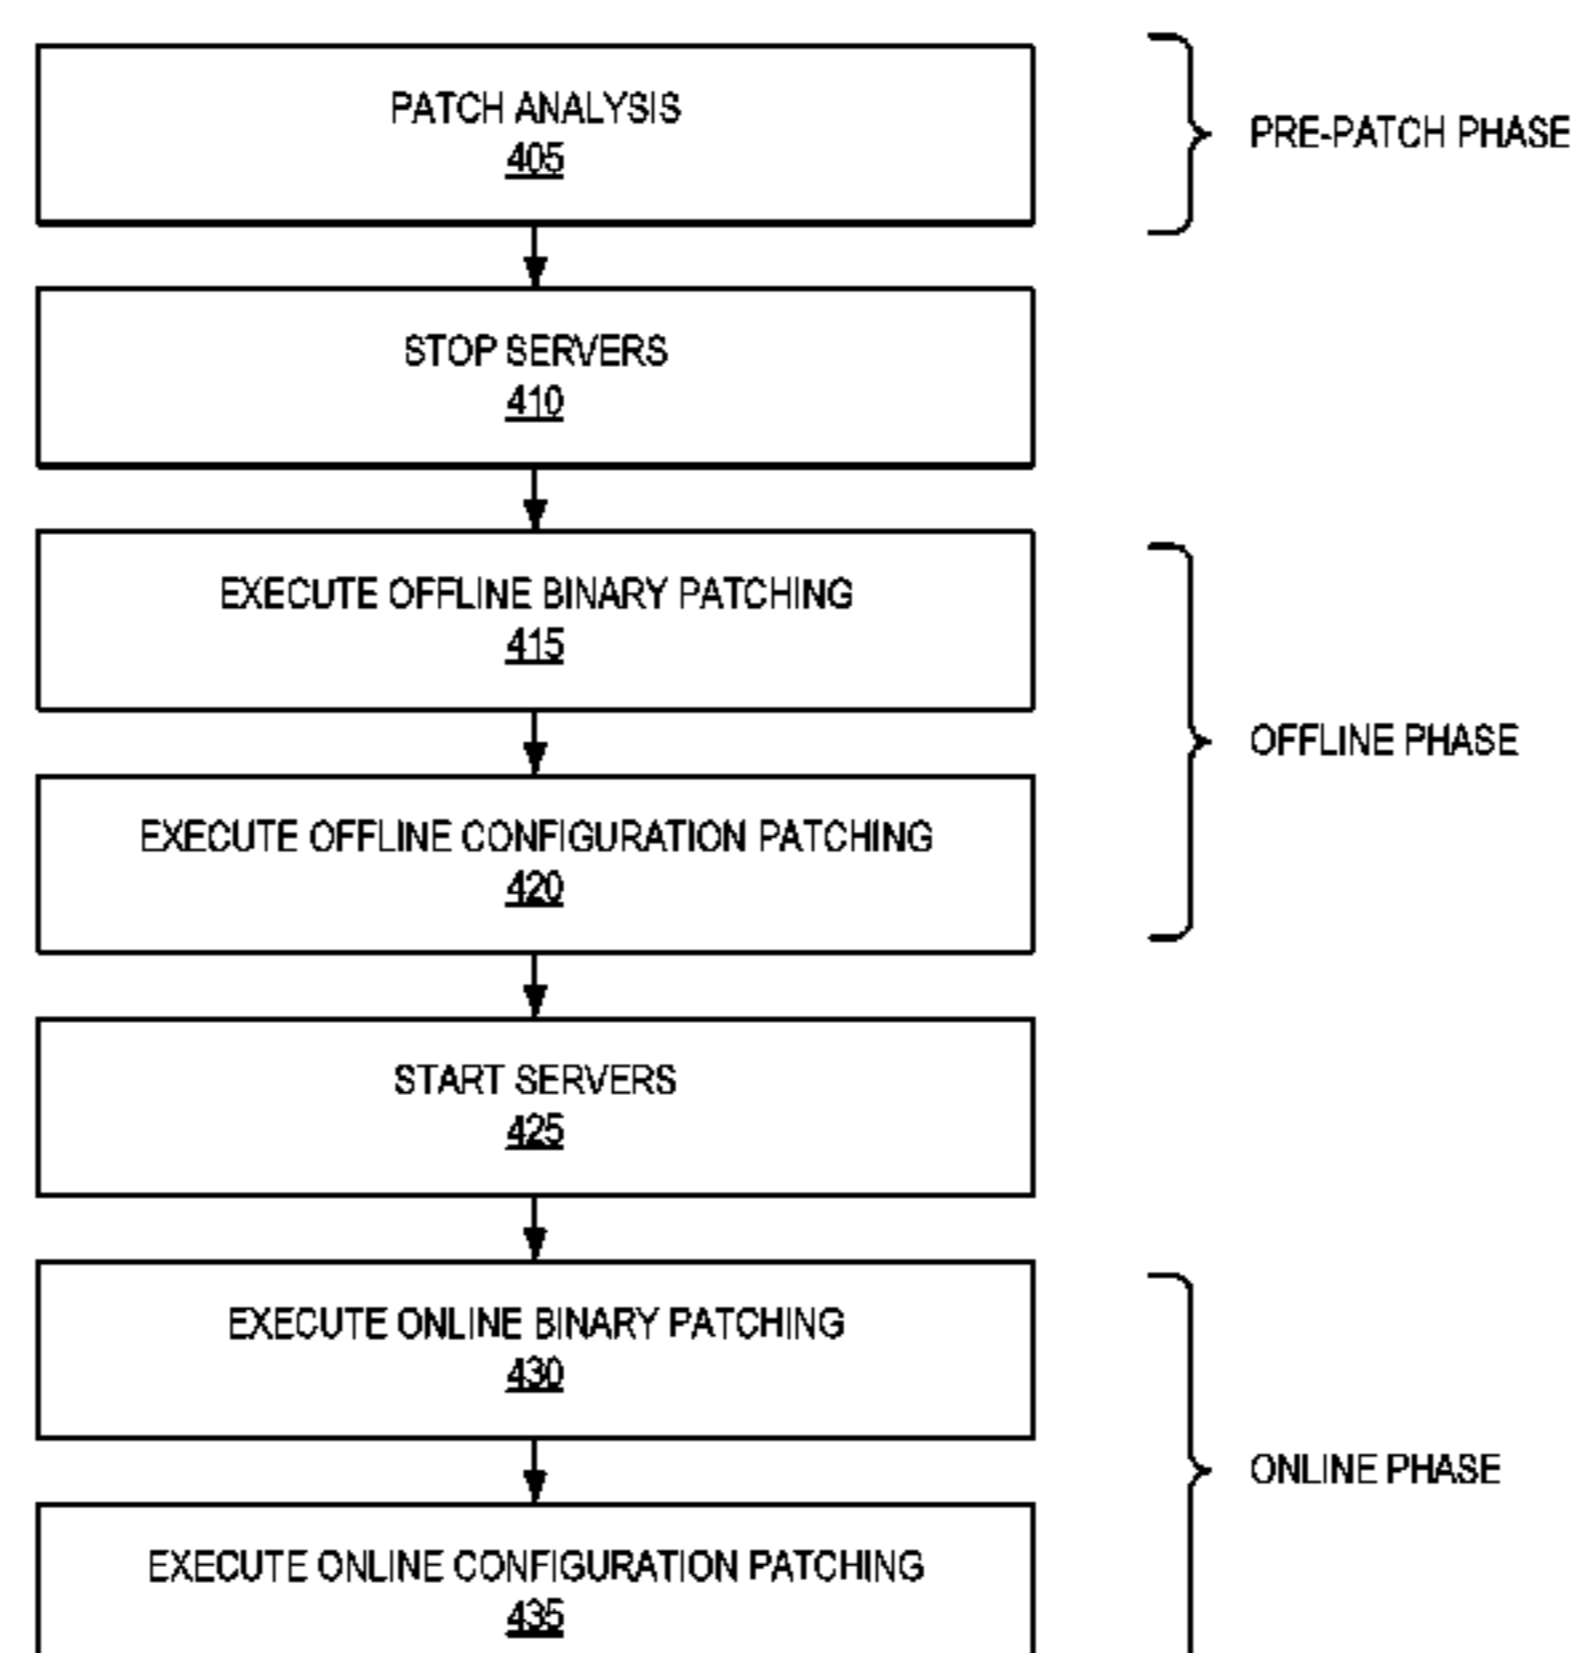 PATCH ANALYSIS
405
PRE-PATCH PHASE
STOP SERVERS
410
EXECUTE OFFLINE BINARY PATCHING
415
OFFLINE PHASE
EXECUTE OFFLINE CONFIGURATION PATCHING
420
START SERVERS
425
EXECUTE ONLINE BINARY PATCHING
430
ONLINE PHASE
EXECUTE ONLINE CONFIGURATION PATCHING
435